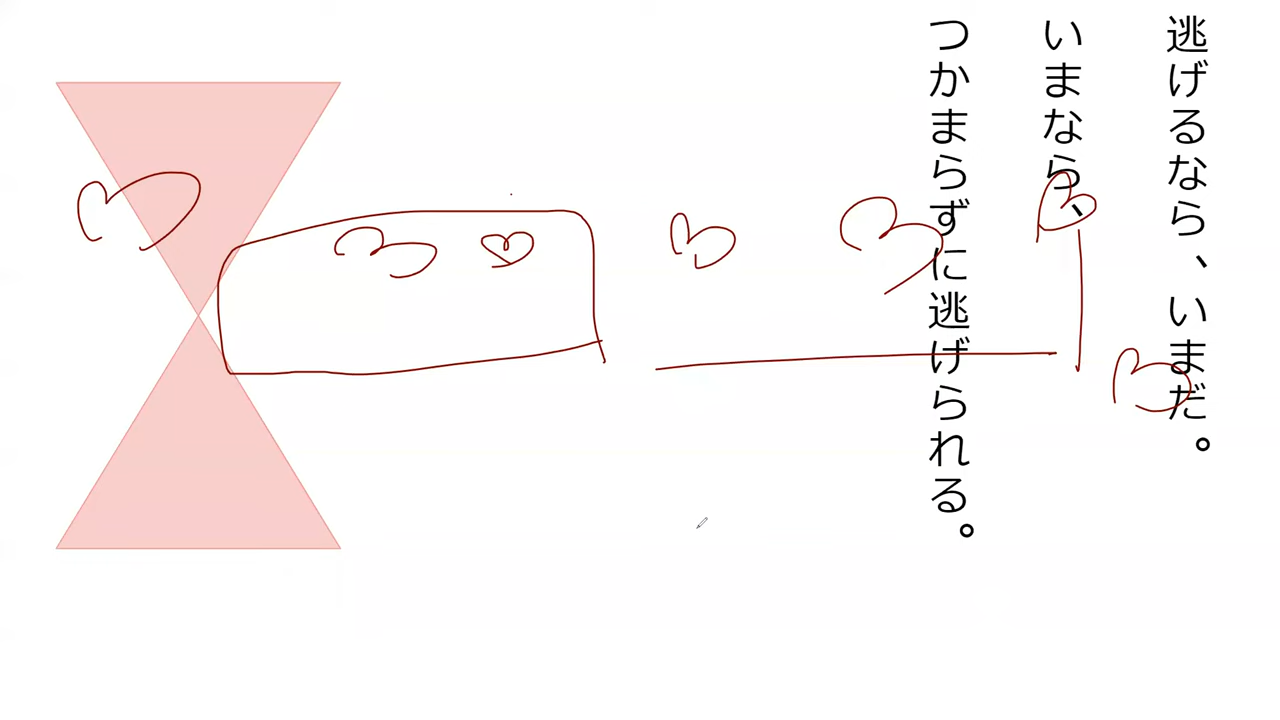 逃げるなら、いまだ。
いまなら、
つかまらずに逃げられる。